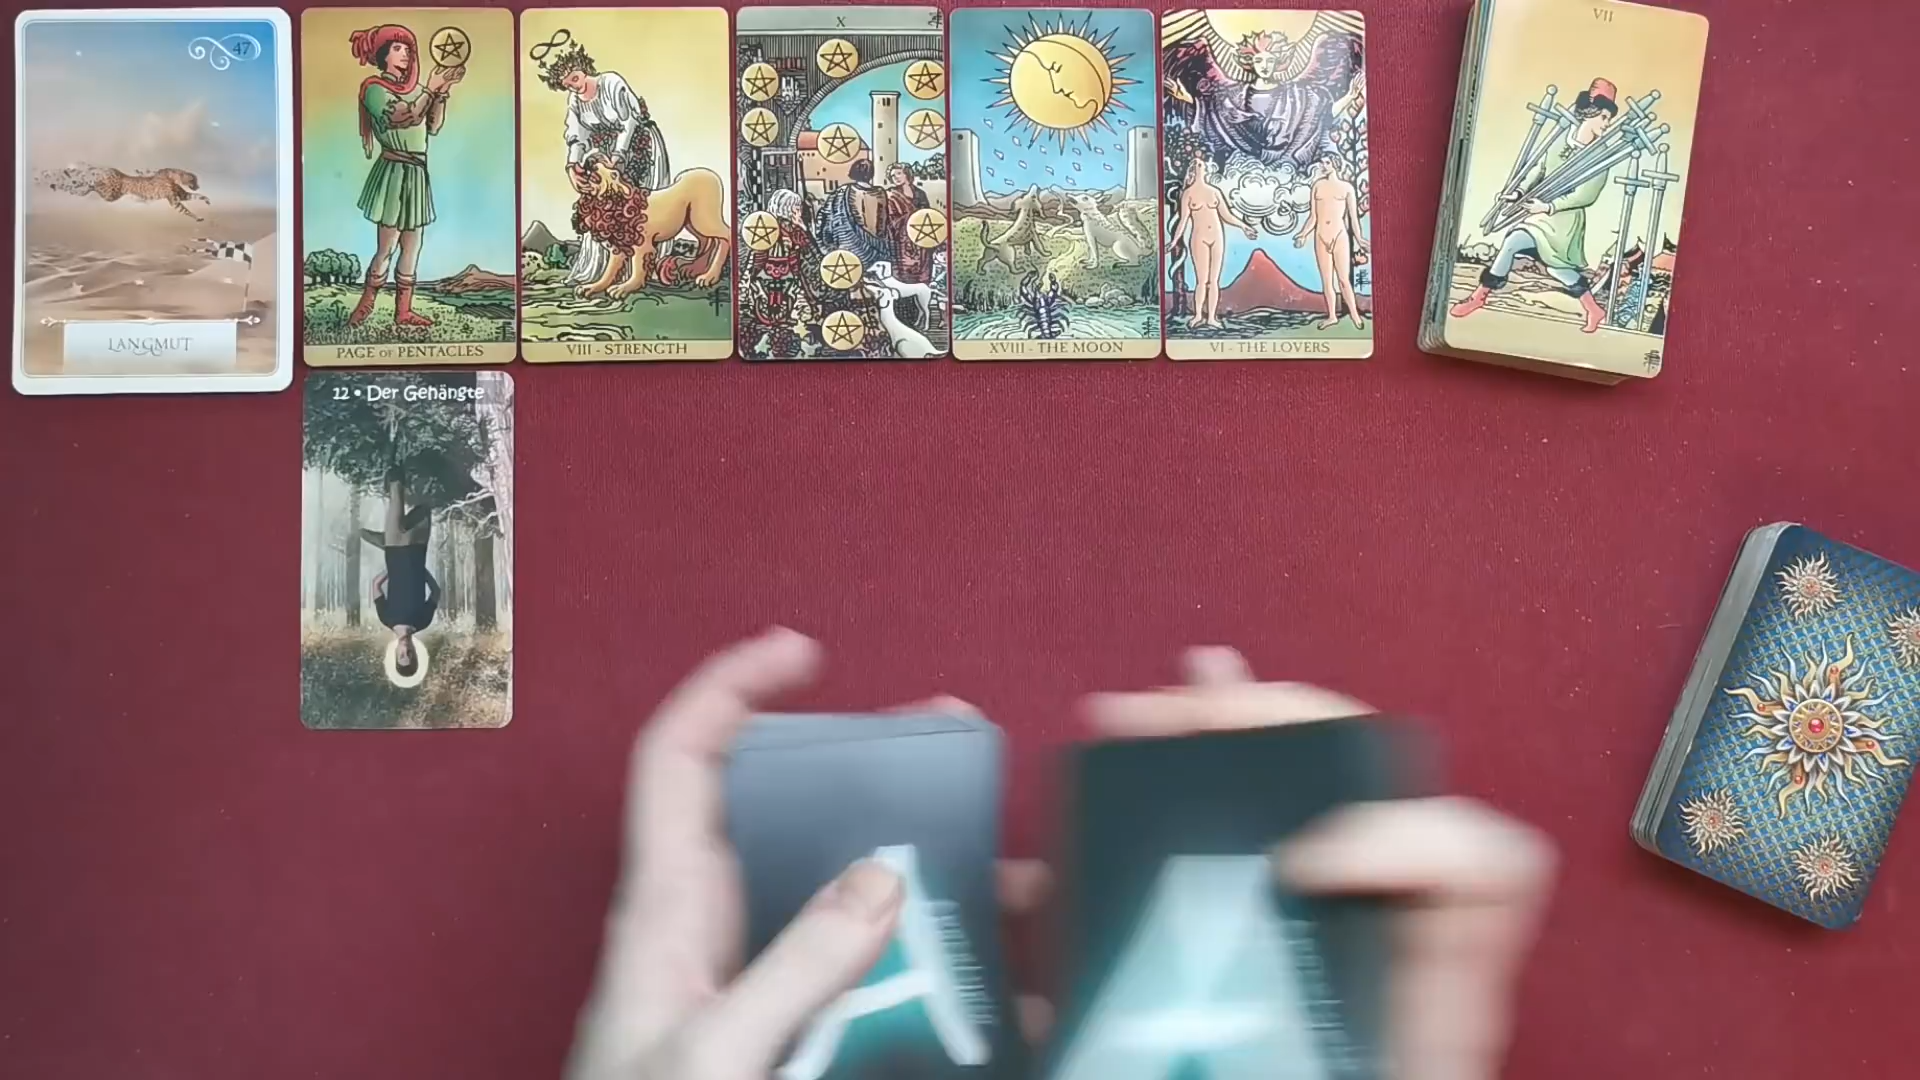 47
LANGMUT
PAGE OF PENTACLES
VIII - STRENGTH
X
XVIII - THE MOON
VI - THE LOVERS
VII
12 • Der Gehängte